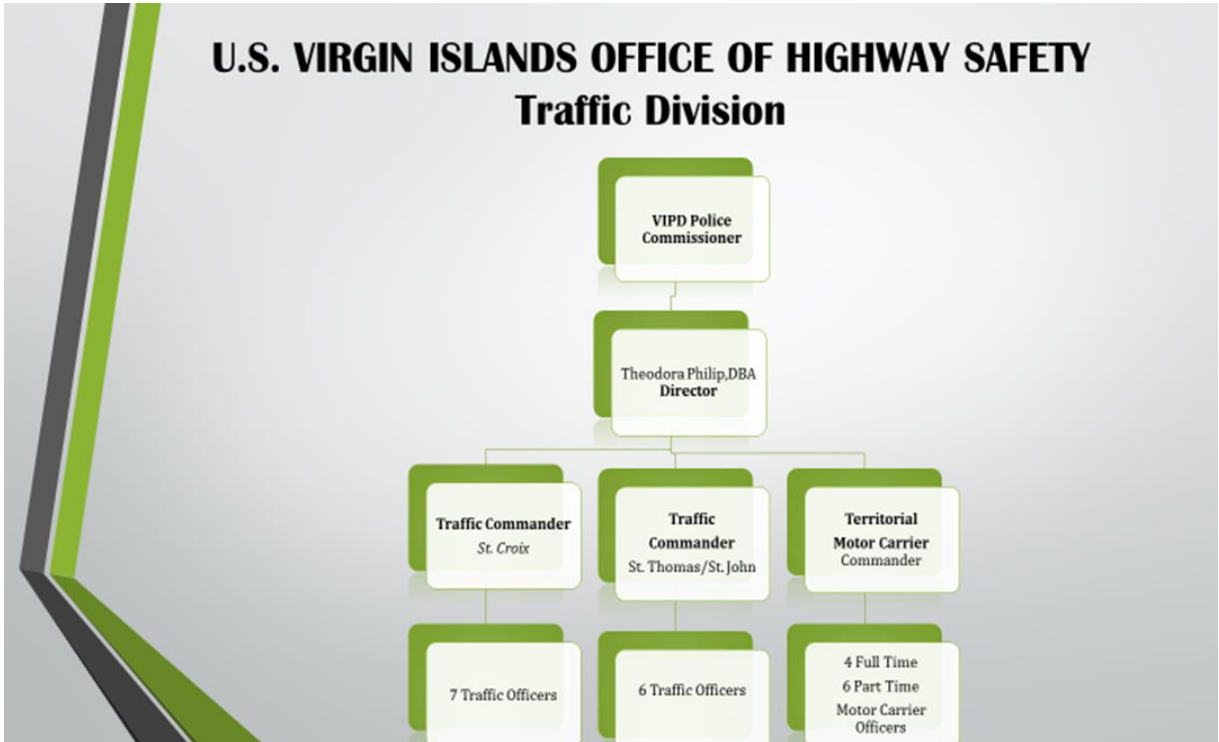 U.S. VIRGIN ISLANDS OFFICE OF HIGHWAY SAFETY
Traffic Division
VIPD Police
Commissioner
Theodora Philip,DBA
Director
Traffic Commander
St. Croix
Traffic
Commander
St. Thomas/St. John
Territorial
Motor Carrier
Commander
7 Traffic Officers
6 Traffic Officers
4 Full Time
6 Part Time
Motor Carrier
Officers